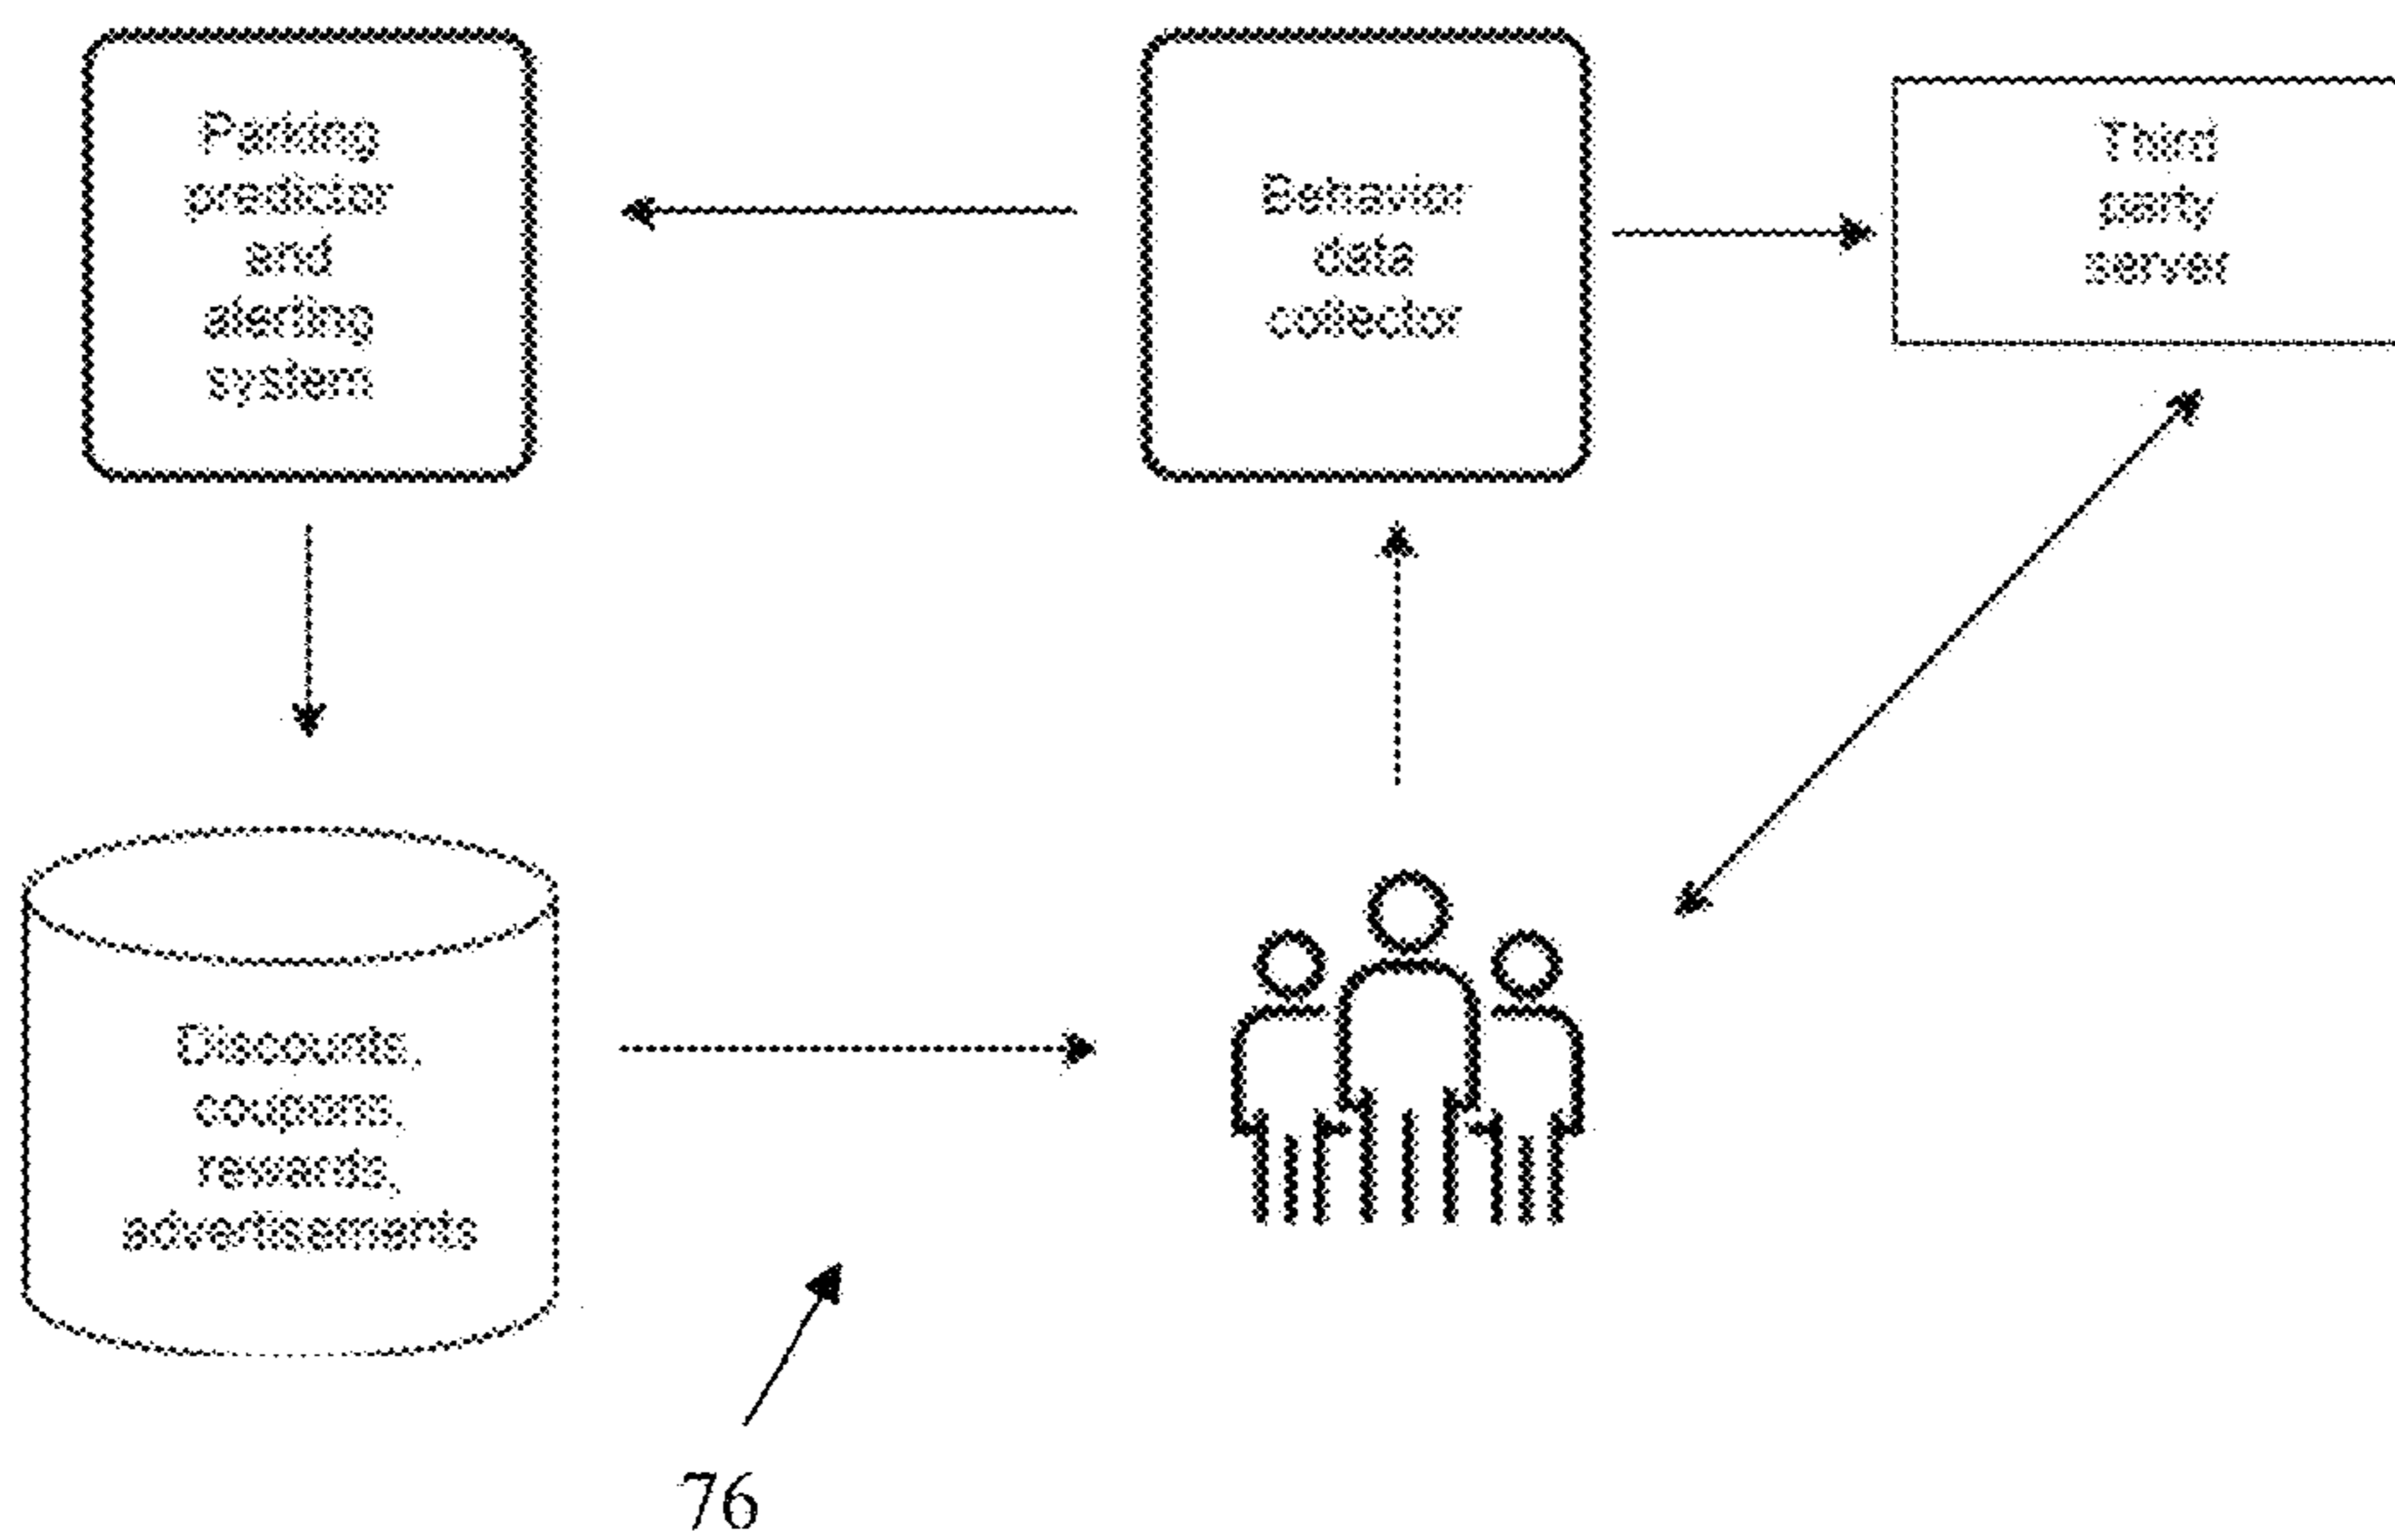 Parking
predictor
and
alerting
system
Behavior
data
collector
Third
party
server
Discounts,
coupons,
rewards,
advertisements
76